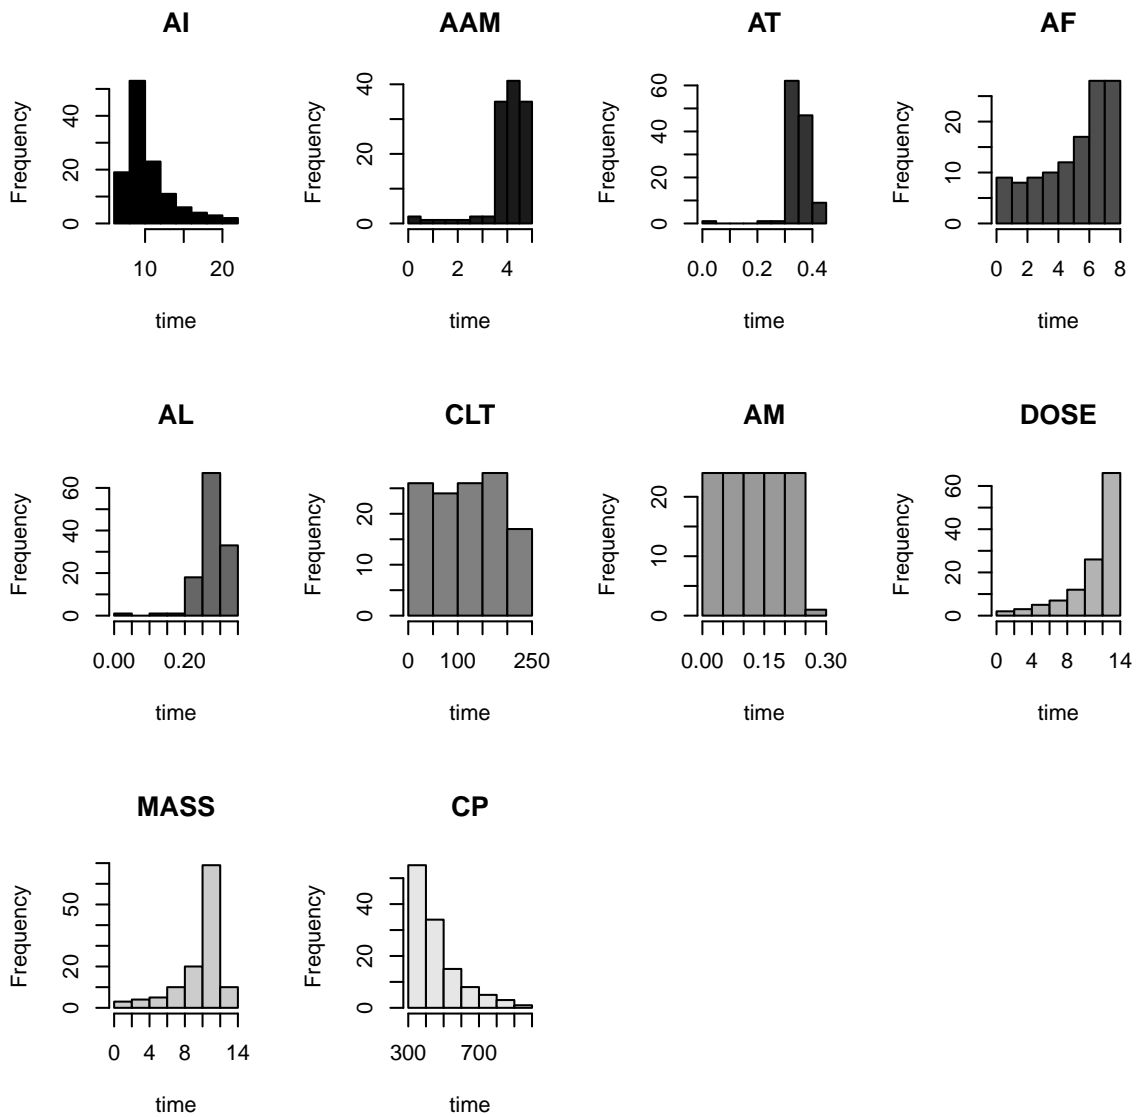 AI AAM AT AF
Frequency Frequency Frequency Frequency
0 20 40
0 20 40
0 20 40 60
0 10 20
10 20
0 2 4
0.0 0.2 0.4
0 2 4 6 8
time time time time
AL CLT AM DOSE
Frequency Frequency Frequency Frequency
0 20 40 60
0 10 20
0 10 20
0 20 40 60
0.00 0.20
0 100 250
0.00 0.15 0.30
0 4 8 14
time time time time
MASS CP
Frequency Frequency
0 20 50
0 20 40
0 4 8 14
300 700
time time